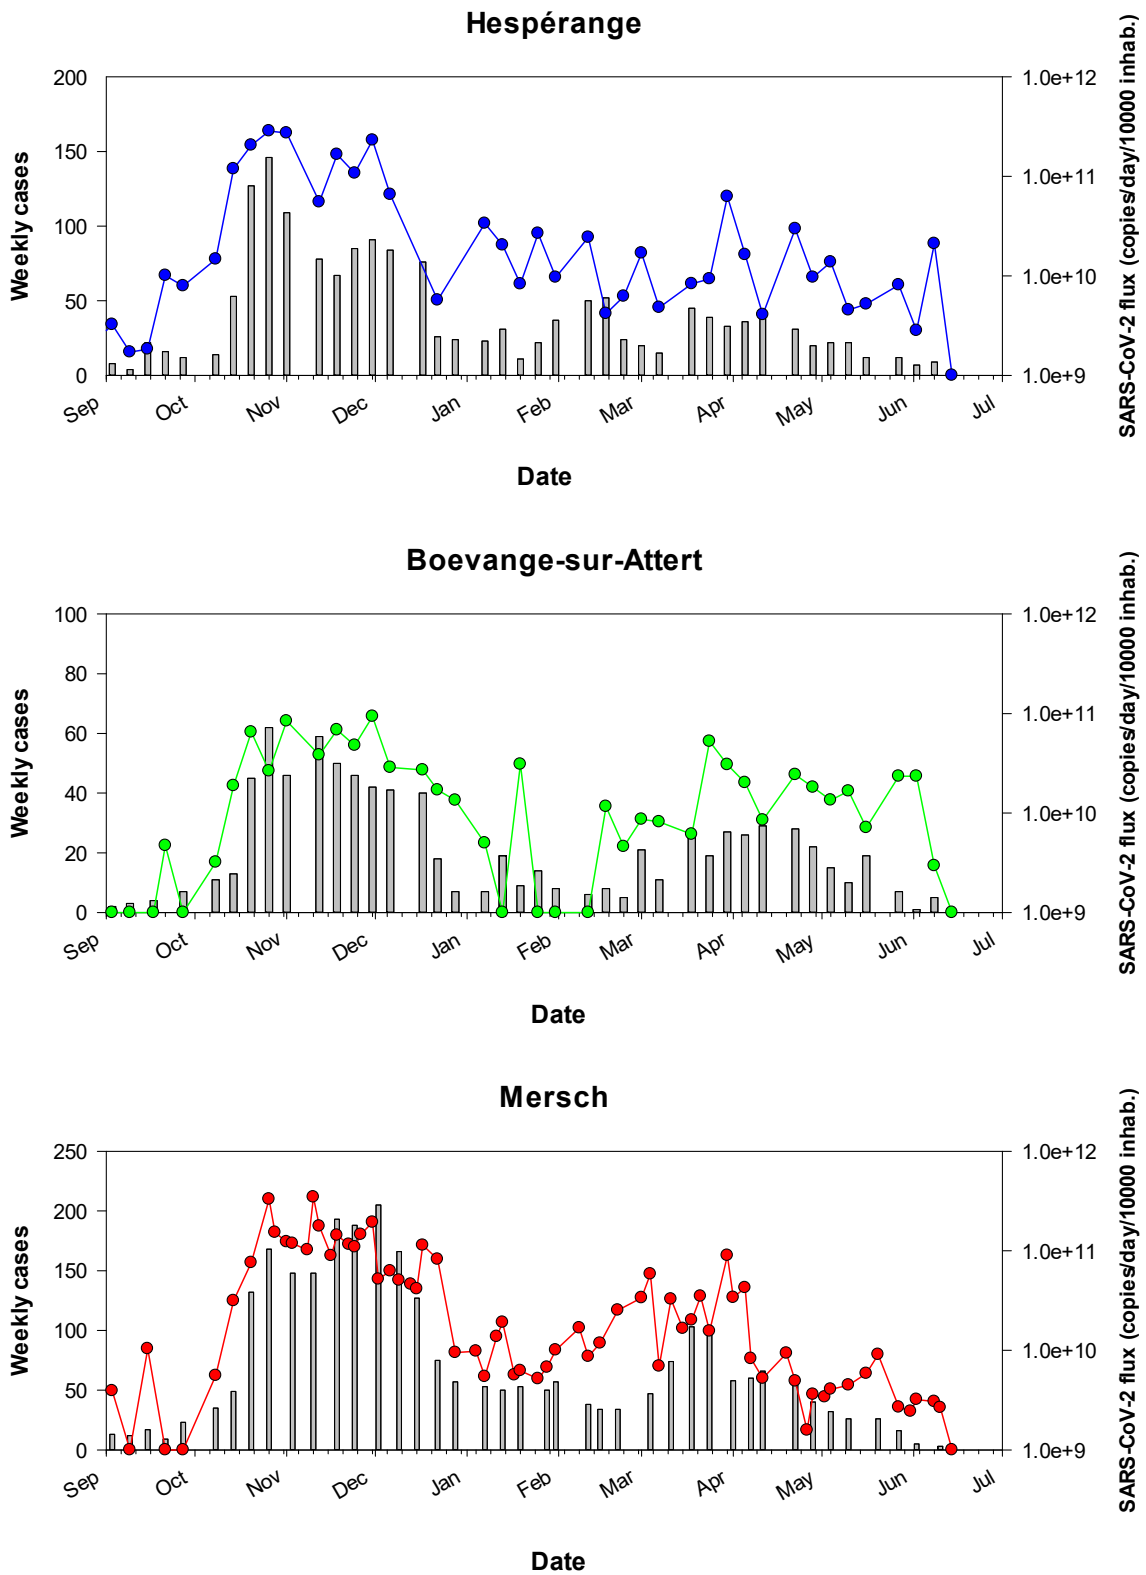 Hespérange
Weekly cases
SARS-CoV-2 flux (copies/day/10000 inhab.)
200
150
100
50
0
1.0e+12
1.0e+11
1.0e+10
1.0e+9
Sep Oct Nov Dec Jan Feb Mar Apr May Jun Jul
Date
Boevange-sur-Attert
Weekly cases
SARS-CoV-2 flux (copies/day/10000 inhab.)
100
80
60
40
20
0
1.0e+12
1.0e+11
1.0e+10
1.0e+9
Sep Oct Nov Dec Jan Feb Mar Apr May Jun Jul
Date
Mersch
Weekly cases
SARS-CoV-2 flux (copies/day/10000 inhab.)
250
200
150
100
50
0
1.0e+12
1.0e+11
1.0e+10
1.0e+9
Sep Oct Nov Dec Jan Feb Mar Apr May Jun Jul
Date